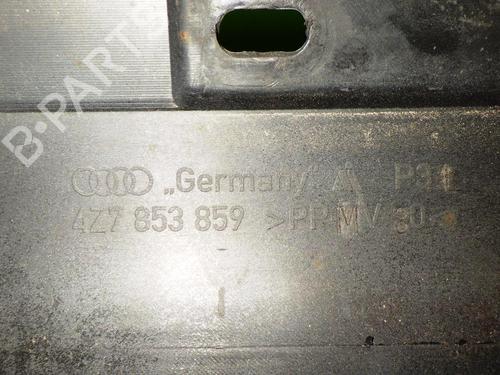 B-PARTS
„Germany
4Z7 853 859 >PP-MV 30